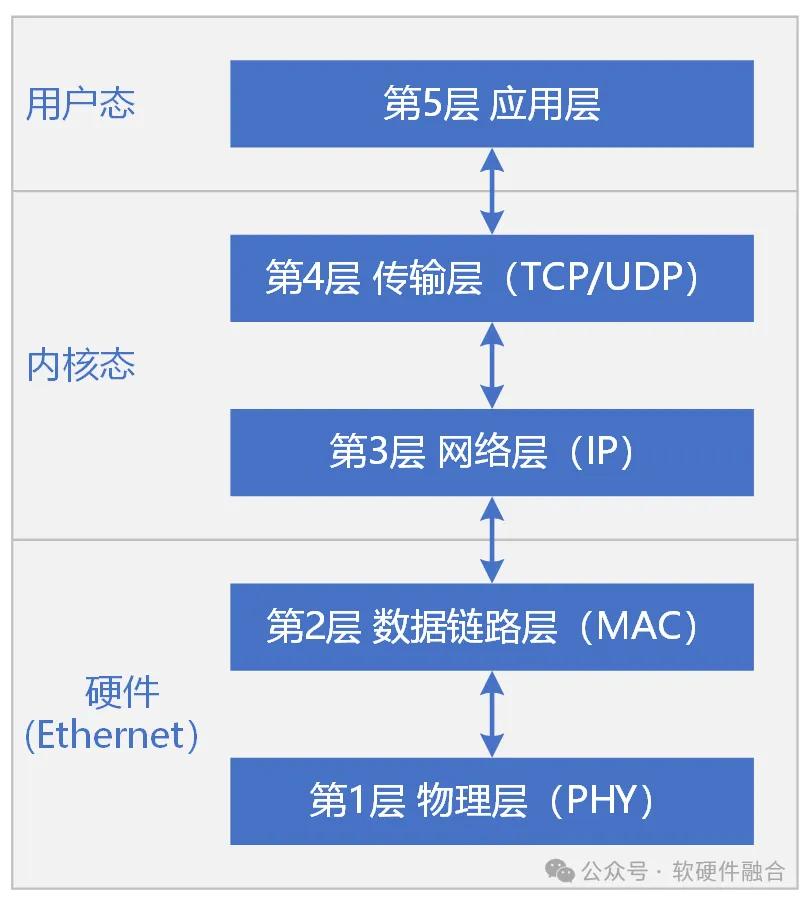 用户态
第5层 应用层
第4层 传输层（TCP/UDP）
内核态
第3层 网络层（IP）
第2层 数据链路层（MAC）
硬件
(Ethernet）
第1层 物理层（PHY）
公众号 · 软硬件融合